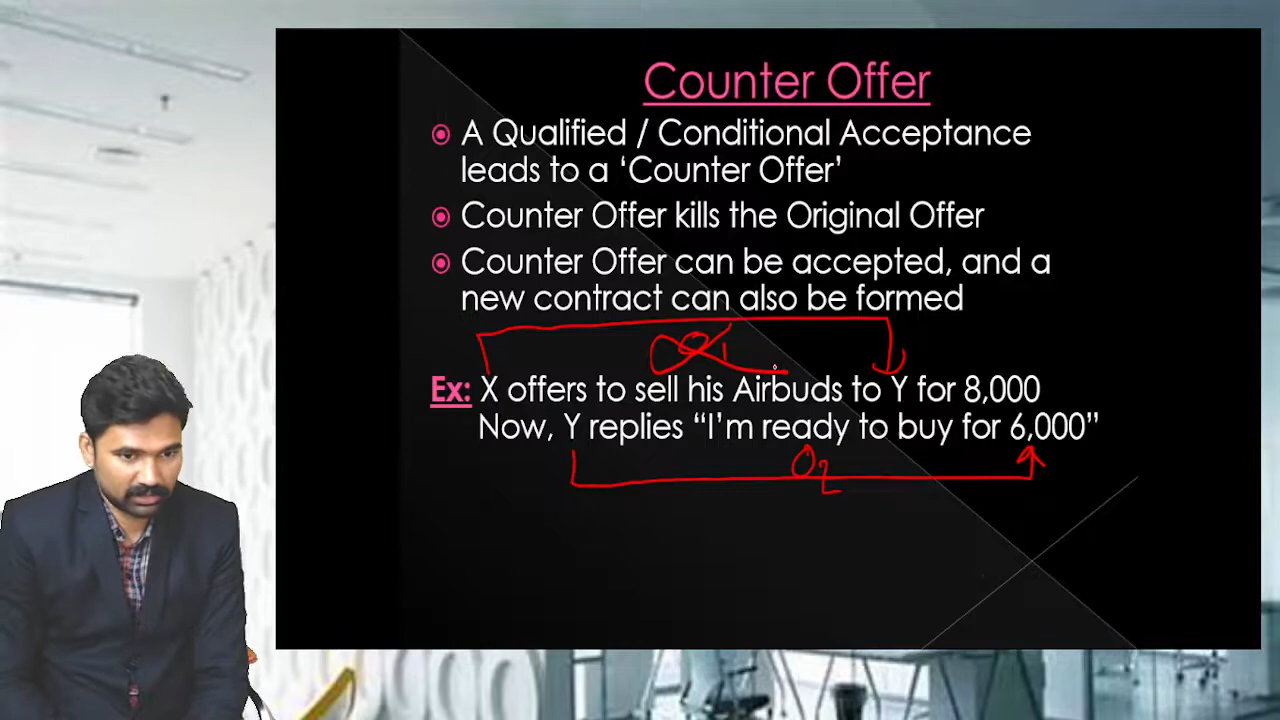 Counter Offer
A Qualified / Conditional Acceptance
leads to a ‘Counter Offer’
Counter Offer kills the Original Offer
Counter Offer can be accepted, and a
new contract can also be formed
O1
Ex: X offers to sell his Airbuds to Y for 8,000
Now, Y replies “I’m ready to buy for 6,000”
O2